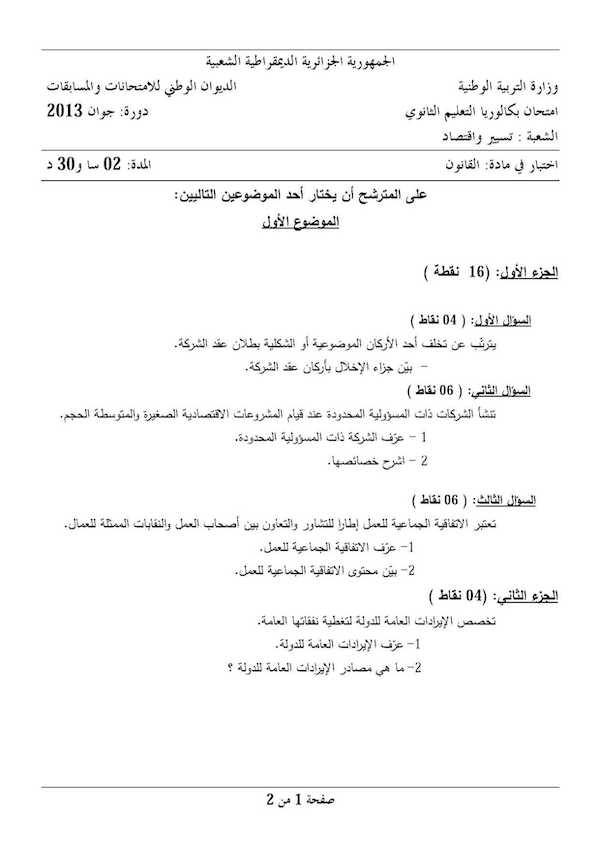 الجمهورية الجزائرية الديمقراطية الشعبية
وزارة التربية الوطنية الديوان الوطني للامتحانات والمسابقات
امتحان بكالوريا التعليم الثانوي دورة: جوان 2013
الشعبة : تسيير واقتصاد
اختبار في مادة: القانون المدة: 02 سا و30 د
على المترشح أن يختار أحد الموضوعين التاليين:
الموضوع الأول
الجزء الأول: (16 نقطة )
السؤال الأول: ( 04 نقاط )
يترتّب عن تخلف أحد الأركان الموضوعية أو الشكلية بطلان عقد الشركة.
– بيّن جزاء الإخلال بأركان عقد الشركة.
السؤال الثاني: ( 06 نقاط )
تنشأ الشركات ذات المسؤولية المحدودة عند قيام المشروعات الاقتصادية الصغيرة والمتوسطة الحجم.
1 – عرّف الشركة ذات المسؤولية المحدودة.
2 – اشرح خصائصها.
السؤال الثالث: ( 06 نقاط )
تعتبر الاتفاقية الجماعية للعمل إطارا للتشاور والتعاون بين أصحاب العمل والنقابات الممثلة للعمال.
1– عرّف الاتفاقية الجماعية للعمل.
2– بيّن محتوى الاتفاقية الجماعية للعمل.
الجزء الثاني: (04 نقاط )
تخصص الإيرادات العامة للدولة لتغطية نفقاتها العامة.
1– عرّف الإيرادات العامة للدولة.
2– ما هي مصادر الإيرادات العامة للدولة ؟
صفحة 1 من 2